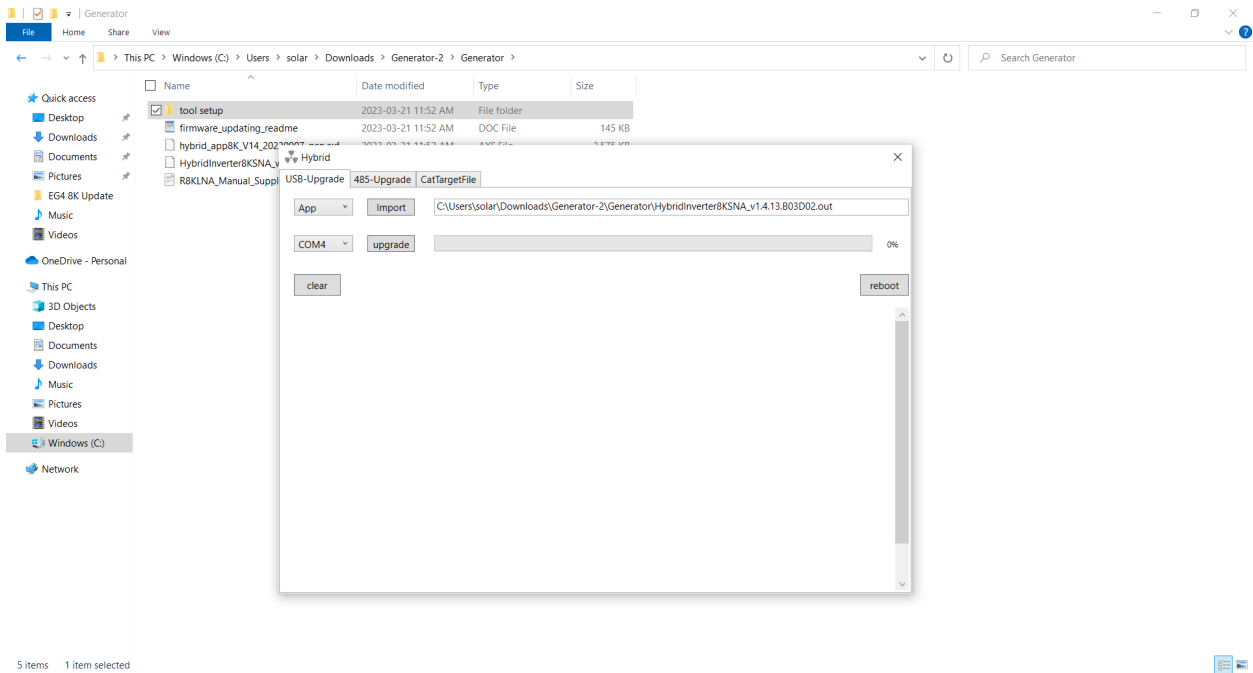 Generator
File Home Share View
This PC > Windows (C:) > Users > solar > Downloads > Generator-2 > Generator >
Search Generator
Name Date modified Type Size
Quick access
Desktop
Downloads
Documents
Pictures
EG4 8K Update
Music
Videos
OneDrive - Personal
This PC
3D Objects
Desktop
Documents
Downloads
Music
Pictures
Videos
Windows (C:)
Network
tool setup 2023-03-21 11:52 AM File folder
firmware_updating_readme 2023-03-21 11:52 AM DOC File 145 KB
HybridInverter8KSNA_v
R8KLNA_Manual_Suppl
Hybrid
USB-Upgrade 485-Upgrade CatTargetFile
App Import C:\Users\solar\Downloads\Generator-2\Generator\HybridInverter8KSNA_v1.4.13.B03D02.out
COM4 upgrade 0%
clear reboot
5 items 1 item selected